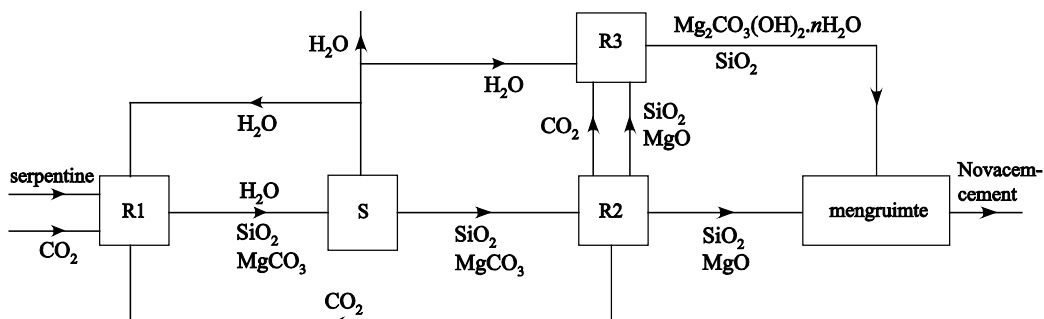 Mg₂CO₃(OH)₂.nH₂O
R3
SiO₂
H₂O
H₂O
H₂O
CO₂
SiO₂
MgO
serpentine
CO₂
R1
H₂O
SiO₂
MgCO₃
S
SiO₂
MgCO₃
R2
SiO₂
MgO
mengruimte
Novacem-
cement
CO₂